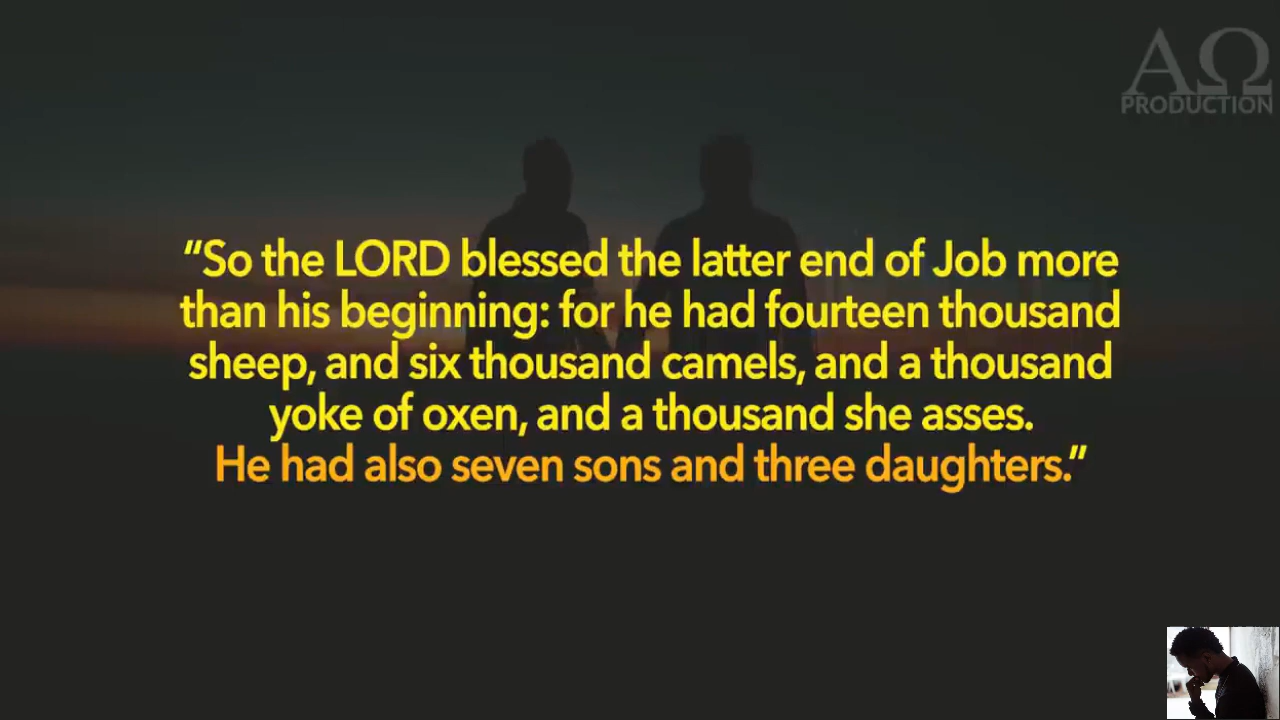 AΩ
PRODUCTION
“So the LORD blessed the latter end of Job more
than his beginning: for he had fourteen thousand
sheep, and six thousand camels, and a thousand
yoke of oxen, and a thousand she asses.
He had also seven sons and three daughters.”